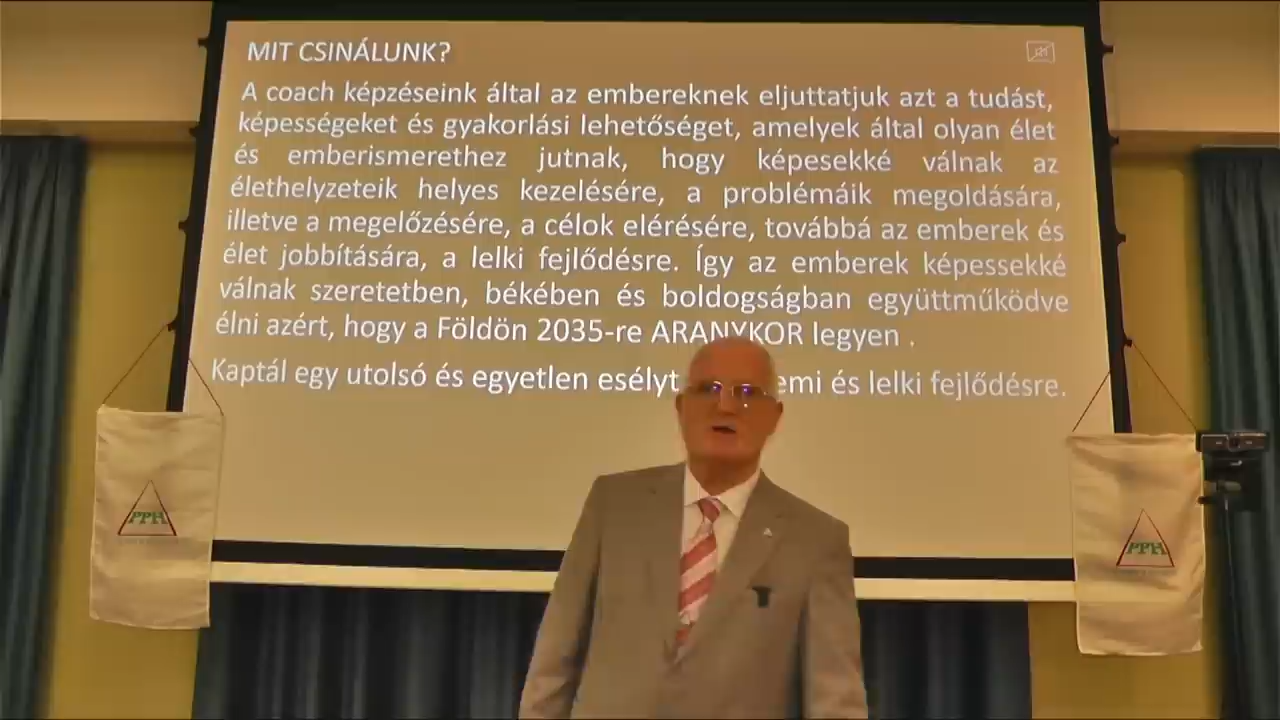 MIT CSINÁLUNK?
A coach képzéseink által az embereknek eljuttatjuk azt a tudást,
képességeket és gyakorlási lehetőséget, amelyek által olyan élet
és emberismerethez jutnak, hogy képesekké válnak az
élethelyzeteik helyes kezelésére, a problémáik megoldására,
illetve a megelőzésére, a célok elérésére, továbbá az emberek és
élet jobbítására, a lelki fejlődésre. Így az emberek képessekké
válnak szeretetben, békében és boldogságban együttműködve
élni azért, hogy a Földön 2035-re ARANYKOR legyen .
Kaptál egy utolsó és egyetlen esélyt emi és lelki fejlődésre.
PPH
PPH